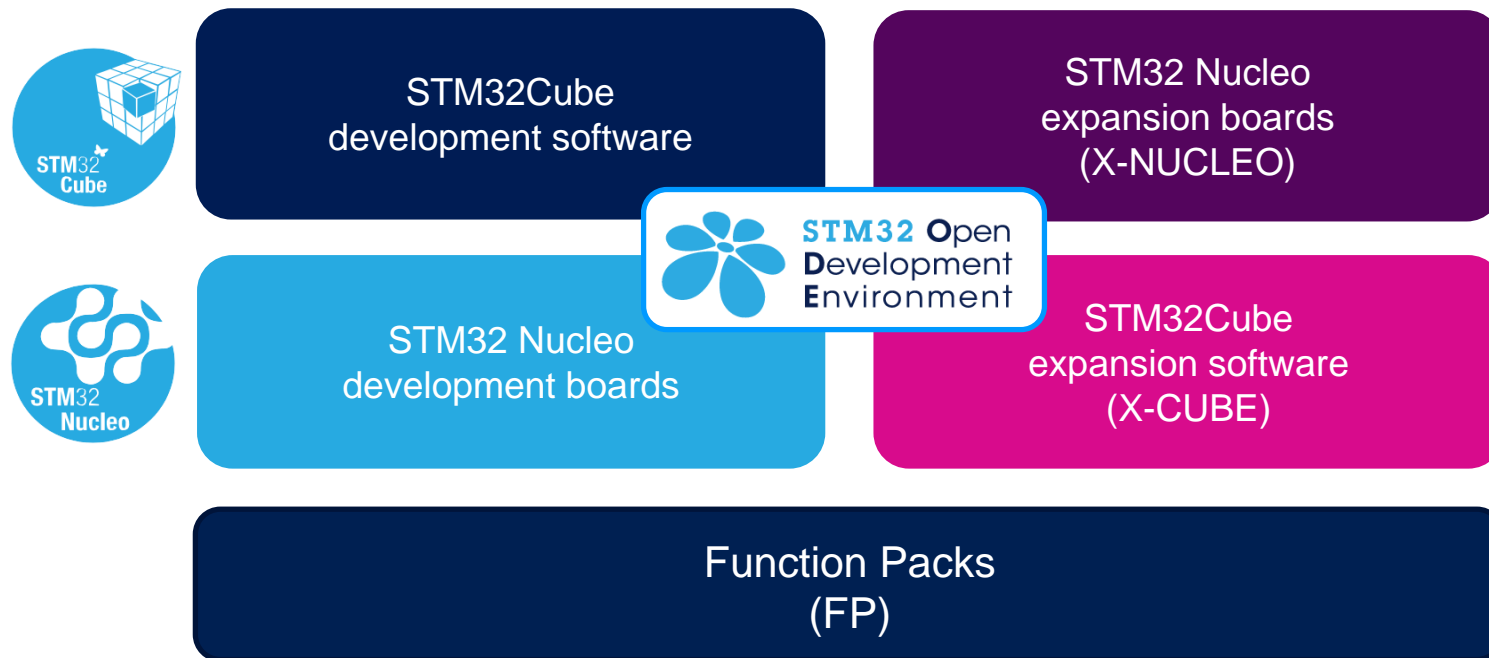 STM32
Cube
STM32Cube
development software
STM32 Nucleo
expansion boards
(X-NUCLEO)
STM32 Open
Development
Environment
STM32
Nucleo
STM32 Nucleo
development boards
STM32Cube
expansion software
(X-CUBE)
Function Packs
(FP)